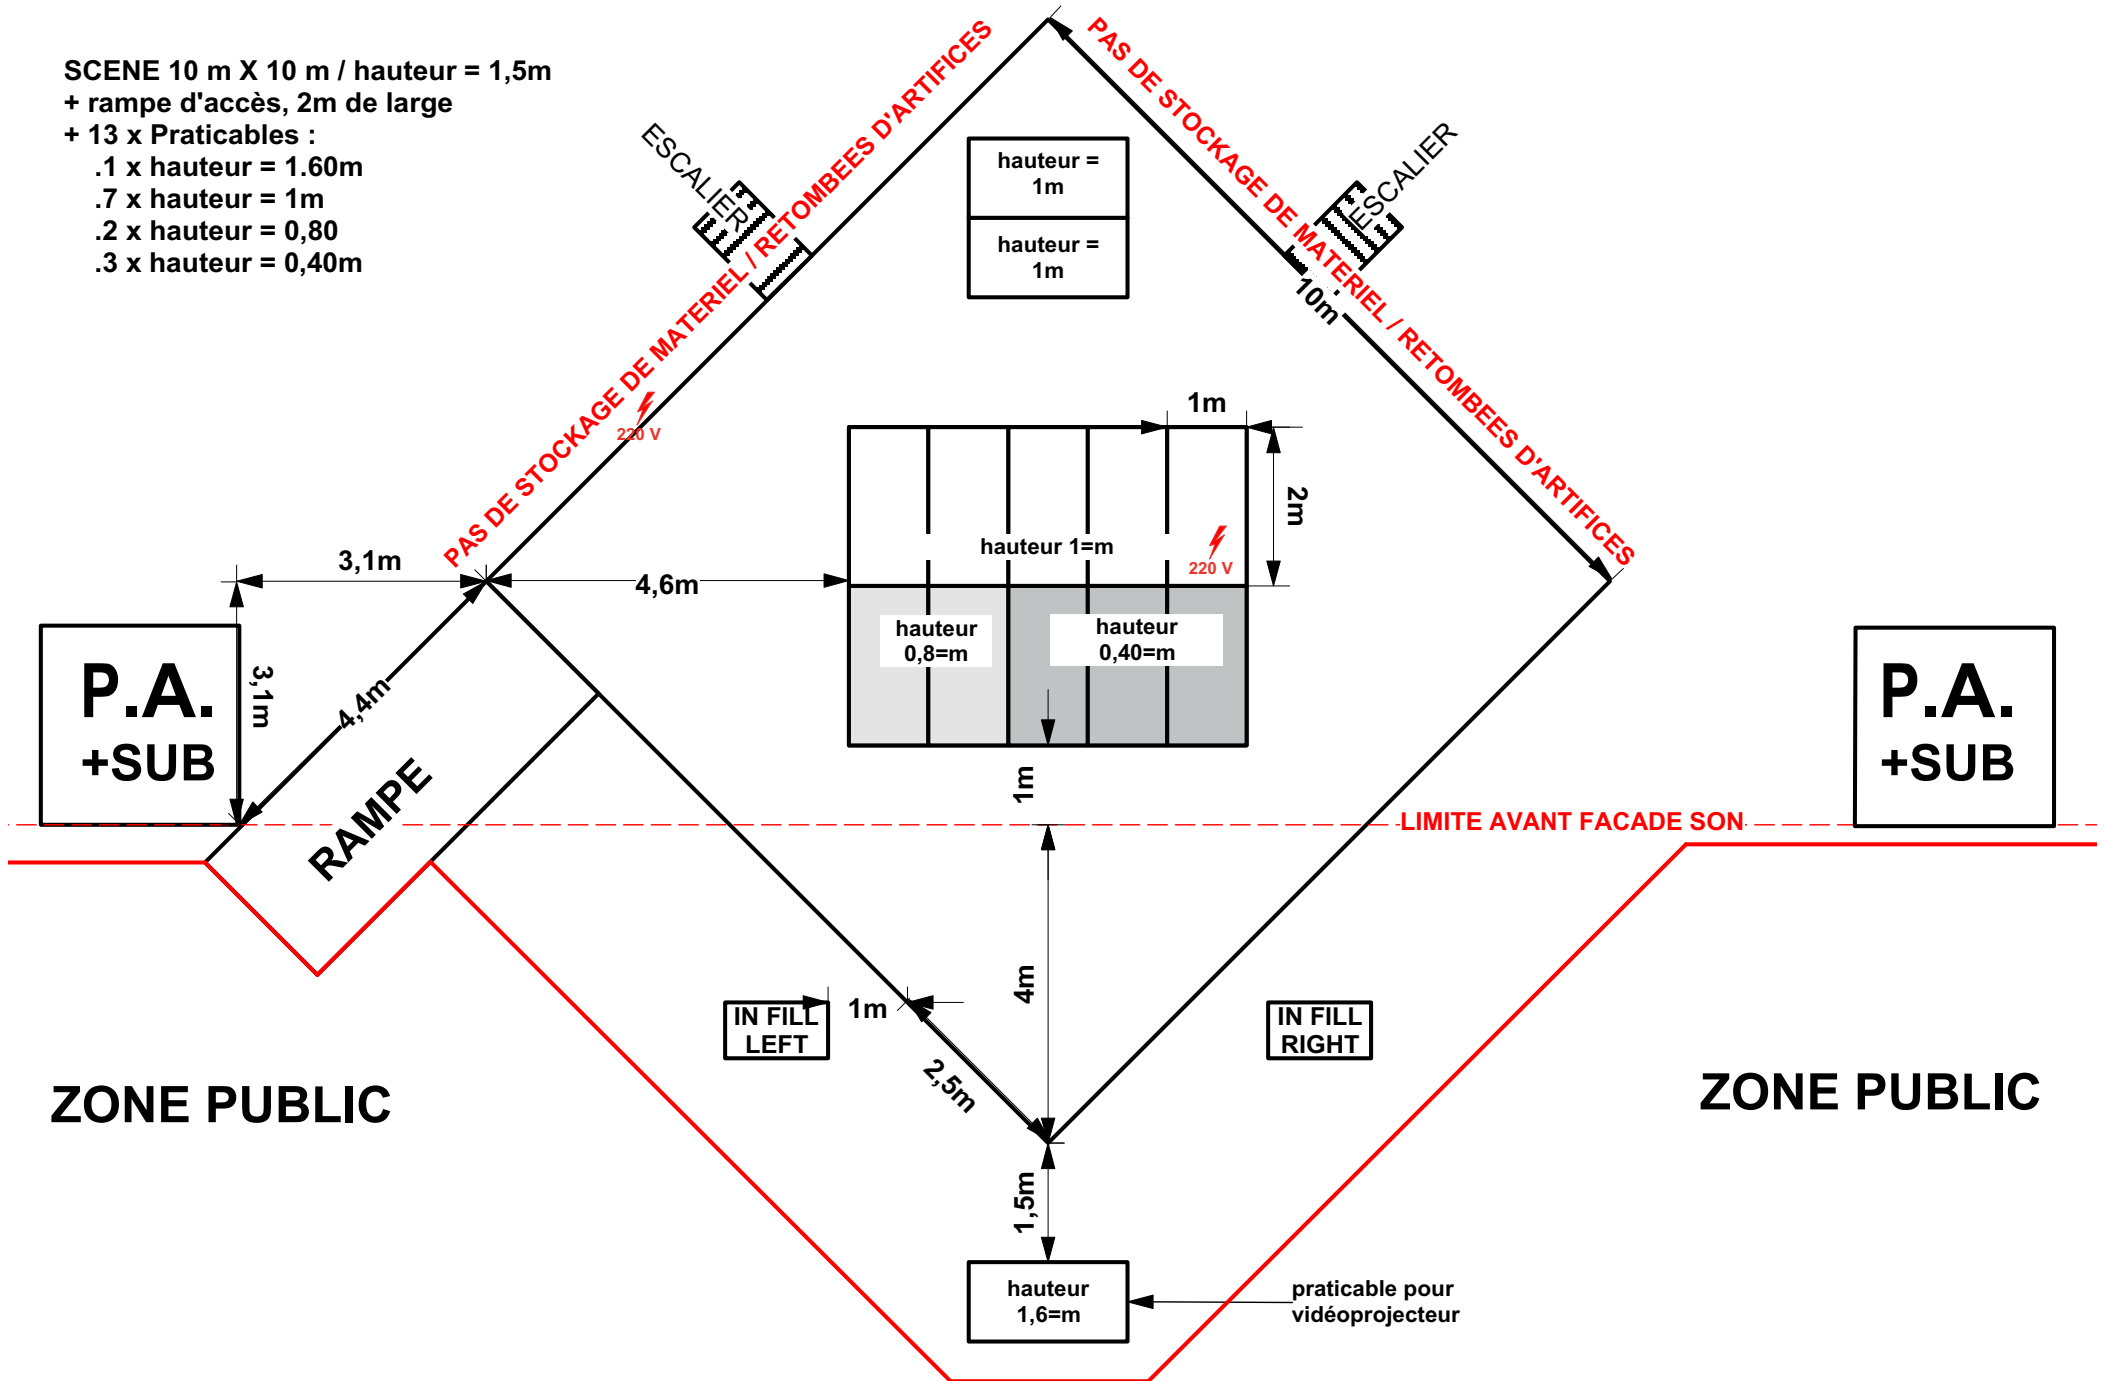 SCENE 10 m X 10 m / hauteur = 1,5m
+ rampe d'accès, 2m de large
+ 13 x Praticables :
.1 x hauteur = 1.60m
.7 x hauteur = 1m
.2 x hauteur = 0,80
.3 x hauteur = 0,40m
ESCALIER
PAS DE STOCKAGE DE MATERIEL / RETOMBEES D'ARTIFICES
PAS DE STOCKAGE DE MATERIEL / RETOMBEES D'ARTIFICES
ESCALIER
10m
hauteur =
1m
hauteur =
1m
220 V
1m
2m
hauteur 1=m
220 V
3,1m
4,6m
hauteur
0,8=m
hauteur
0,40=m
P.A.
+SUB
3,1m
4,4m
RAMPE
1m
P.A.
+SUB
LIMITE AVANT FACADE SON
4m
IN FILL
LEFT
1m
2,5m
IN FILL
RIGHT
ZONE PUBLIC
ZONE PUBLIC
1,5m
hauteur
1,6=m
praticable pour
vidéoprojecteur